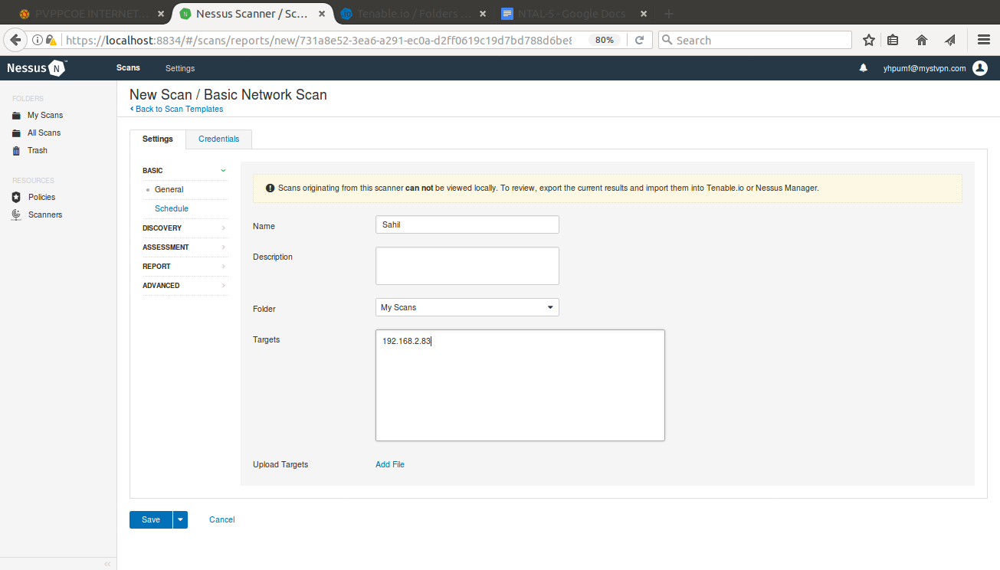 PVPPCOE INTERNET...
Nessus Scanner / Sc...
Tenable.io / Folders ...
NTAL-5 - Google Docs
https://localhost:8834/#/scans/reports/new/731a8e52-3ea6-a291-ec0a-d2ff0619c19d7bd788d6be8
80%
Search
Nessus N
Scans
Settings
yhpumf@mystvpn.com
FOLDERS
My Scans
All Scans
Trash
RESOURCES
Policies
Scanners
New Scan / Basic Network Scan
Back to Scan Templates
Settings
Credentials
BASIC
General
Schedule
DISCOVERY
ASSESSMENT
REPORT
ADVANCED
Scans originating from this scanner can not be viewed locally. To review, export the current results and import them into Tenable.io or Nessus Manager.
Name
Sahil
Description
Folder
My Scans
Targets
192.168.2.83
Upload Targets
Add File
Save
Cancel